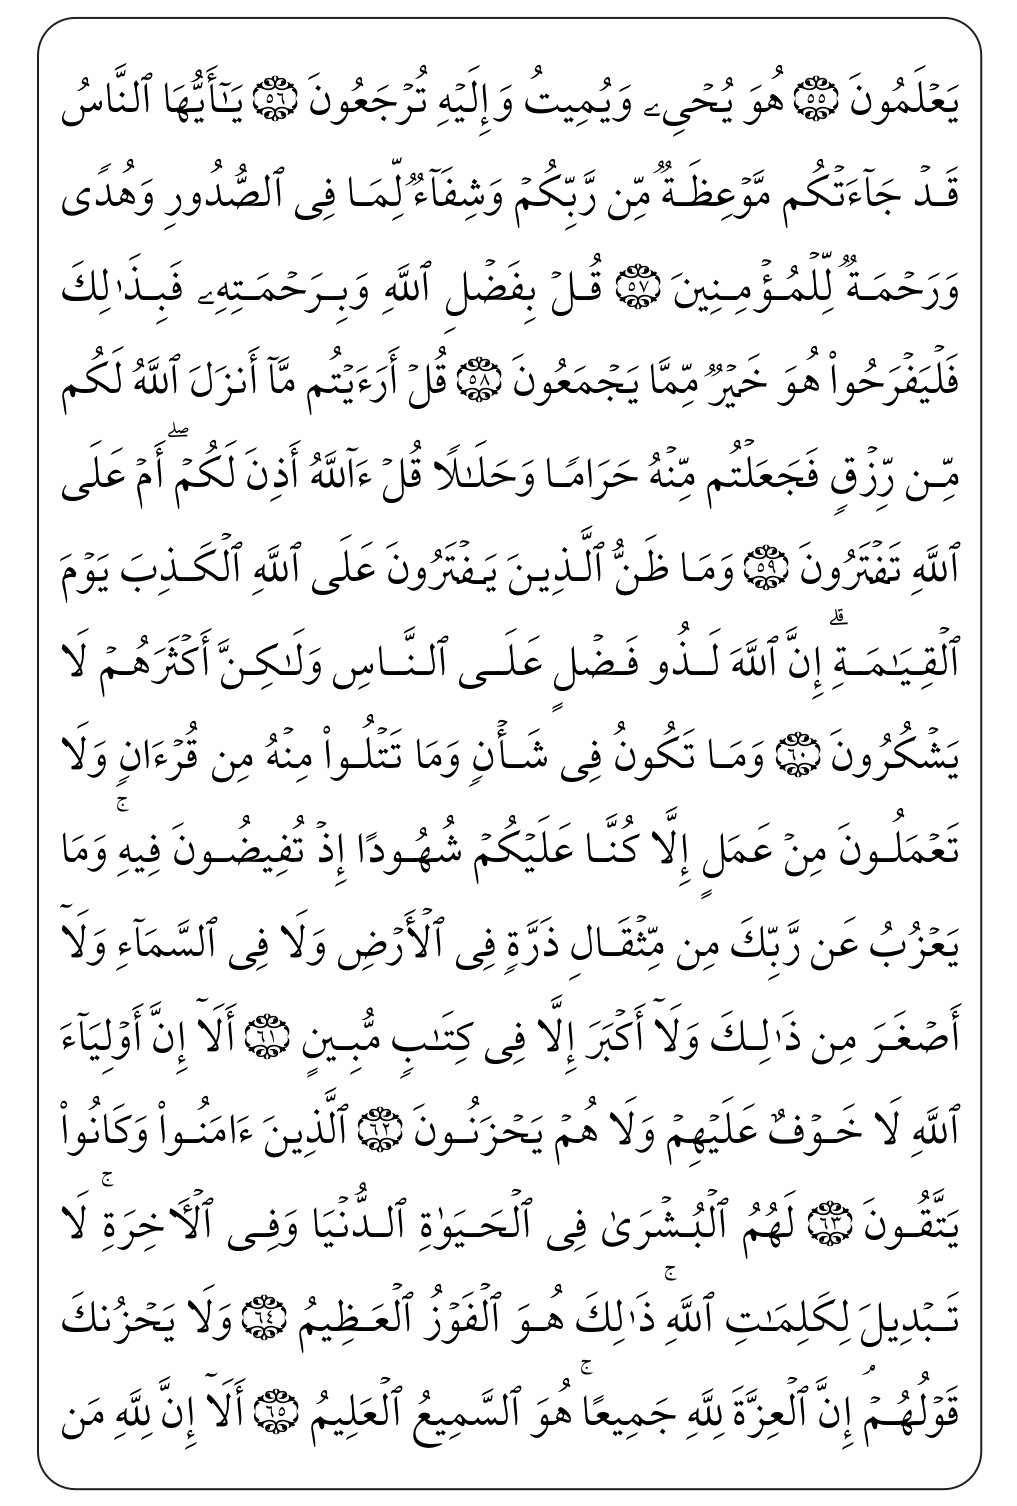 يَعۡلَمُونَ ۝٥٥ هُوَ يُحۡيِۦ وَيُمِيتُ وَإِلَيۡهِ تُرۡجَعُونَ ۝٥٦ يَـٰٓأَيُّهَا ٱلنَّاسُ
قَدۡ جَآءَتۡكُم مَّوۡعِظَةٌ مِّن رَّبِّكُمۡ وَشِفَآءٌ لِّمَا فِى ٱلصُّدُورِ وَهُدًى
وَرَحۡمَةٌ لِّلۡمُؤۡمِنِينَ ۝٥٧ قُلۡ بِفَضۡلِ ٱللَّهِ وَبِرَحۡمَتِهِۦ فَبِذَٰلِكَ
فَلۡيَفۡرَحُوا۟ هُوَ خَيۡرٌ مِّمَّا يَجۡمَعُونَ ۝٥٨ قُلۡ أَرَءَيۡتُم مَّآ أَنزَلَ ٱللَّهُ لَكُم
مِّن رِّزۡقٍ فَجَعَلۡتُم مِّنۡهُ حَرَامًا وَحَلَـٰلًا قُلۡ ءَآللَّهُ أَذِنَ لَكُمۡۖ أَمۡ عَلَى
ٱللَّهِ تَفۡتَرُونَ ۝٥٩ وَمَا ظَنُّ ٱلَّذِينَ يَفۡتَرُونَ عَلَى ٱللَّهِ ٱلۡكَذِبَ يَوۡمَ
ٱلۡقِيَـٰمَةِۗ إِنَّ ٱللَّهَ لَذُو فَضۡلٍ عَلَى ٱلنَّاسِ وَلَـٰكِنَّ أَكۡثَرَهُمۡ لَا
يَشۡكُرُونَ ۝٦٠ وَمَا تَكُونُ فِى شَأۡنٍ وَمَا تَتۡلُوا۟ مِنۡهُ مِن قُرۡءَانٍ وَلَا
تَعۡمَلُونَ مِنۡ عَمَلٍ إِلَّا كُنَّا عَلَيۡكُمۡ شُهُودًا إِذۡ تُفِيضُونَ فِيهِۚ وَمَا
يَعۡزُبُ عَن رَّبِّكَ مِن مِّثۡقَالِ ذَرَّةٍ فِى ٱلۡأَرۡضِ وَلَا فِى ٱلسَّمَآءِ وَلَآ
أَصۡغَرَ مِن ذَٰلِكَ وَلَآ أَكۡبَرَ إِلَّا فِى كِتَـٰبٍ مُّبِينٍ ۝٦١ أَلَآ إِنَّ أَوۡلِيَآءَ
ٱللَّهِ لَا خَوۡفٌ عَلَيۡهِمۡ وَلَا هُمۡ يَحۡزَنُونَ ۝٦٢ ٱلَّذِينَ ءَامَنُوا۟ وَكَانُوا۟
يَتَّقُونَ ۝٦٣ لَهُمُ ٱلۡبُشۡرَىٰ فِى ٱلۡحَيَوٰةِ ٱلدُّنۡيَا وَفِى ٱلۡـَٔاخِرَةِۚ لَا
تَبۡدِيلَ لِكَلِمَـٰتِ ٱللَّهِۚ ذَٰلِكَ هُوَ ٱلۡفَوۡزُ ٱلۡعَظِيمُ ۝٦٤ وَلَا يَحۡزُنكَ
قَوۡلُهُمۡۘ إِنَّ ٱلۡعِزَّةَ لِلَّهِ جَمِيعًاۚ هُوَ ٱلسَّمِيعُ ٱلۡعَلِيمُ ۝٦٥ أَلَآ إِنَّ لِلَّهِ مَن